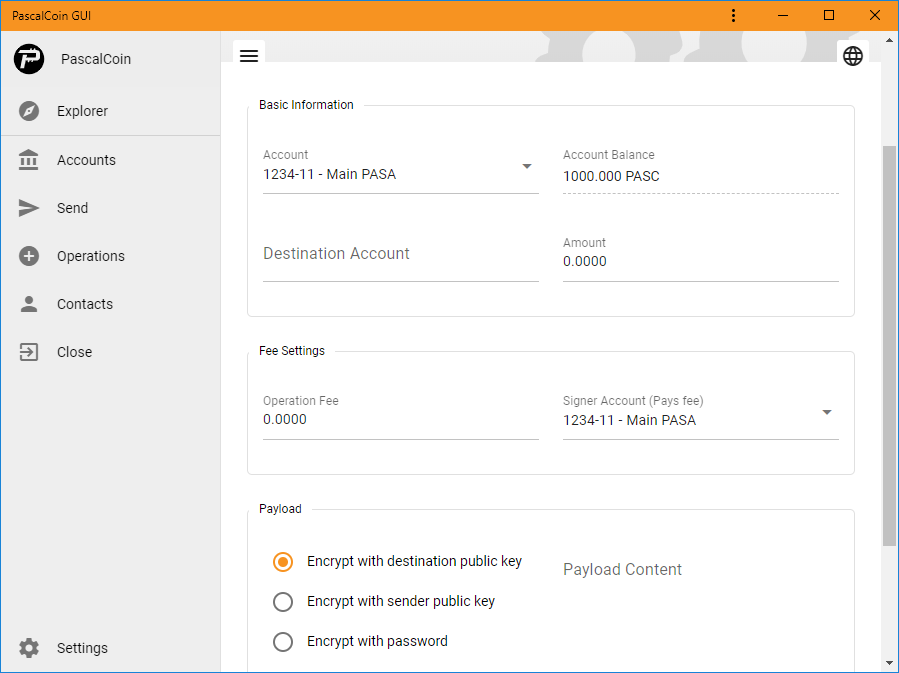 PascalCoin GUI
PascalCoin
Explorer
Accounts
Send
Operations
Contacts
Close
Settings
Basic Information
Account
1234-11 - Main PASA
Account Balance
1000.000 PASC
Destination Account
Amount
0.0000
Fee Settings
Operation Fee
0.0000
Signer Account (Pays fee)
1234-11 - Main PASA
Payload
Encrypt with destination public key
Encrypt with sender public key
Encrypt with password
Payload Content